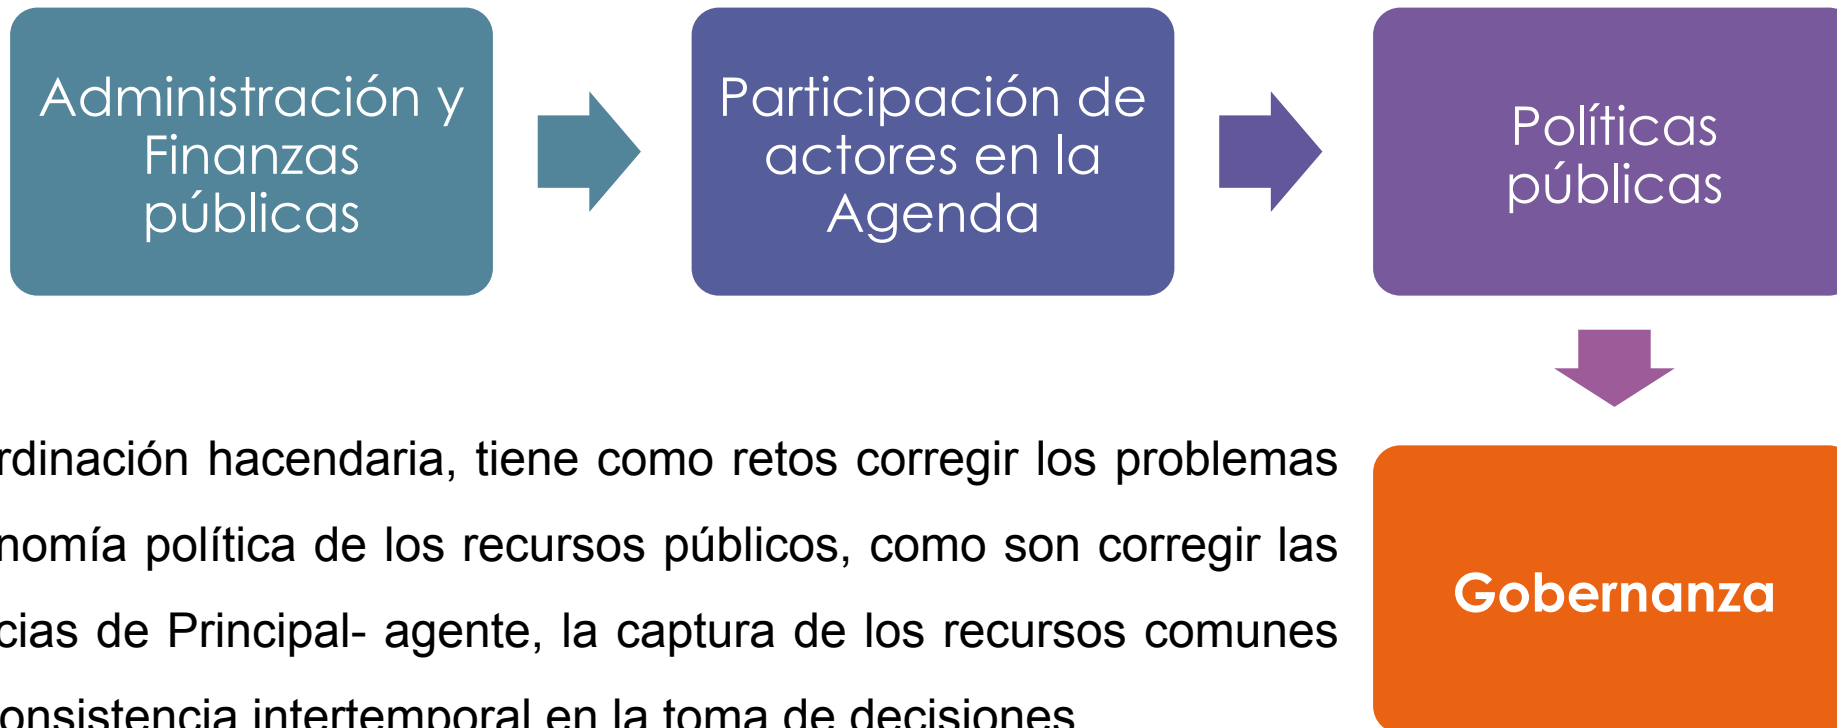 Administración y
Finanzas
públicas
Participación de
actores en la
Agenda
Políticas
públicas
rdinación hacendaria, tiene como retos corregir los problemas
nomía política de los recursos públicos, como son corregir las
cias de Principal- agente, la captura de los recursos comunes
onsistencia intertemporal en la toma de decisiones
Gobernanza